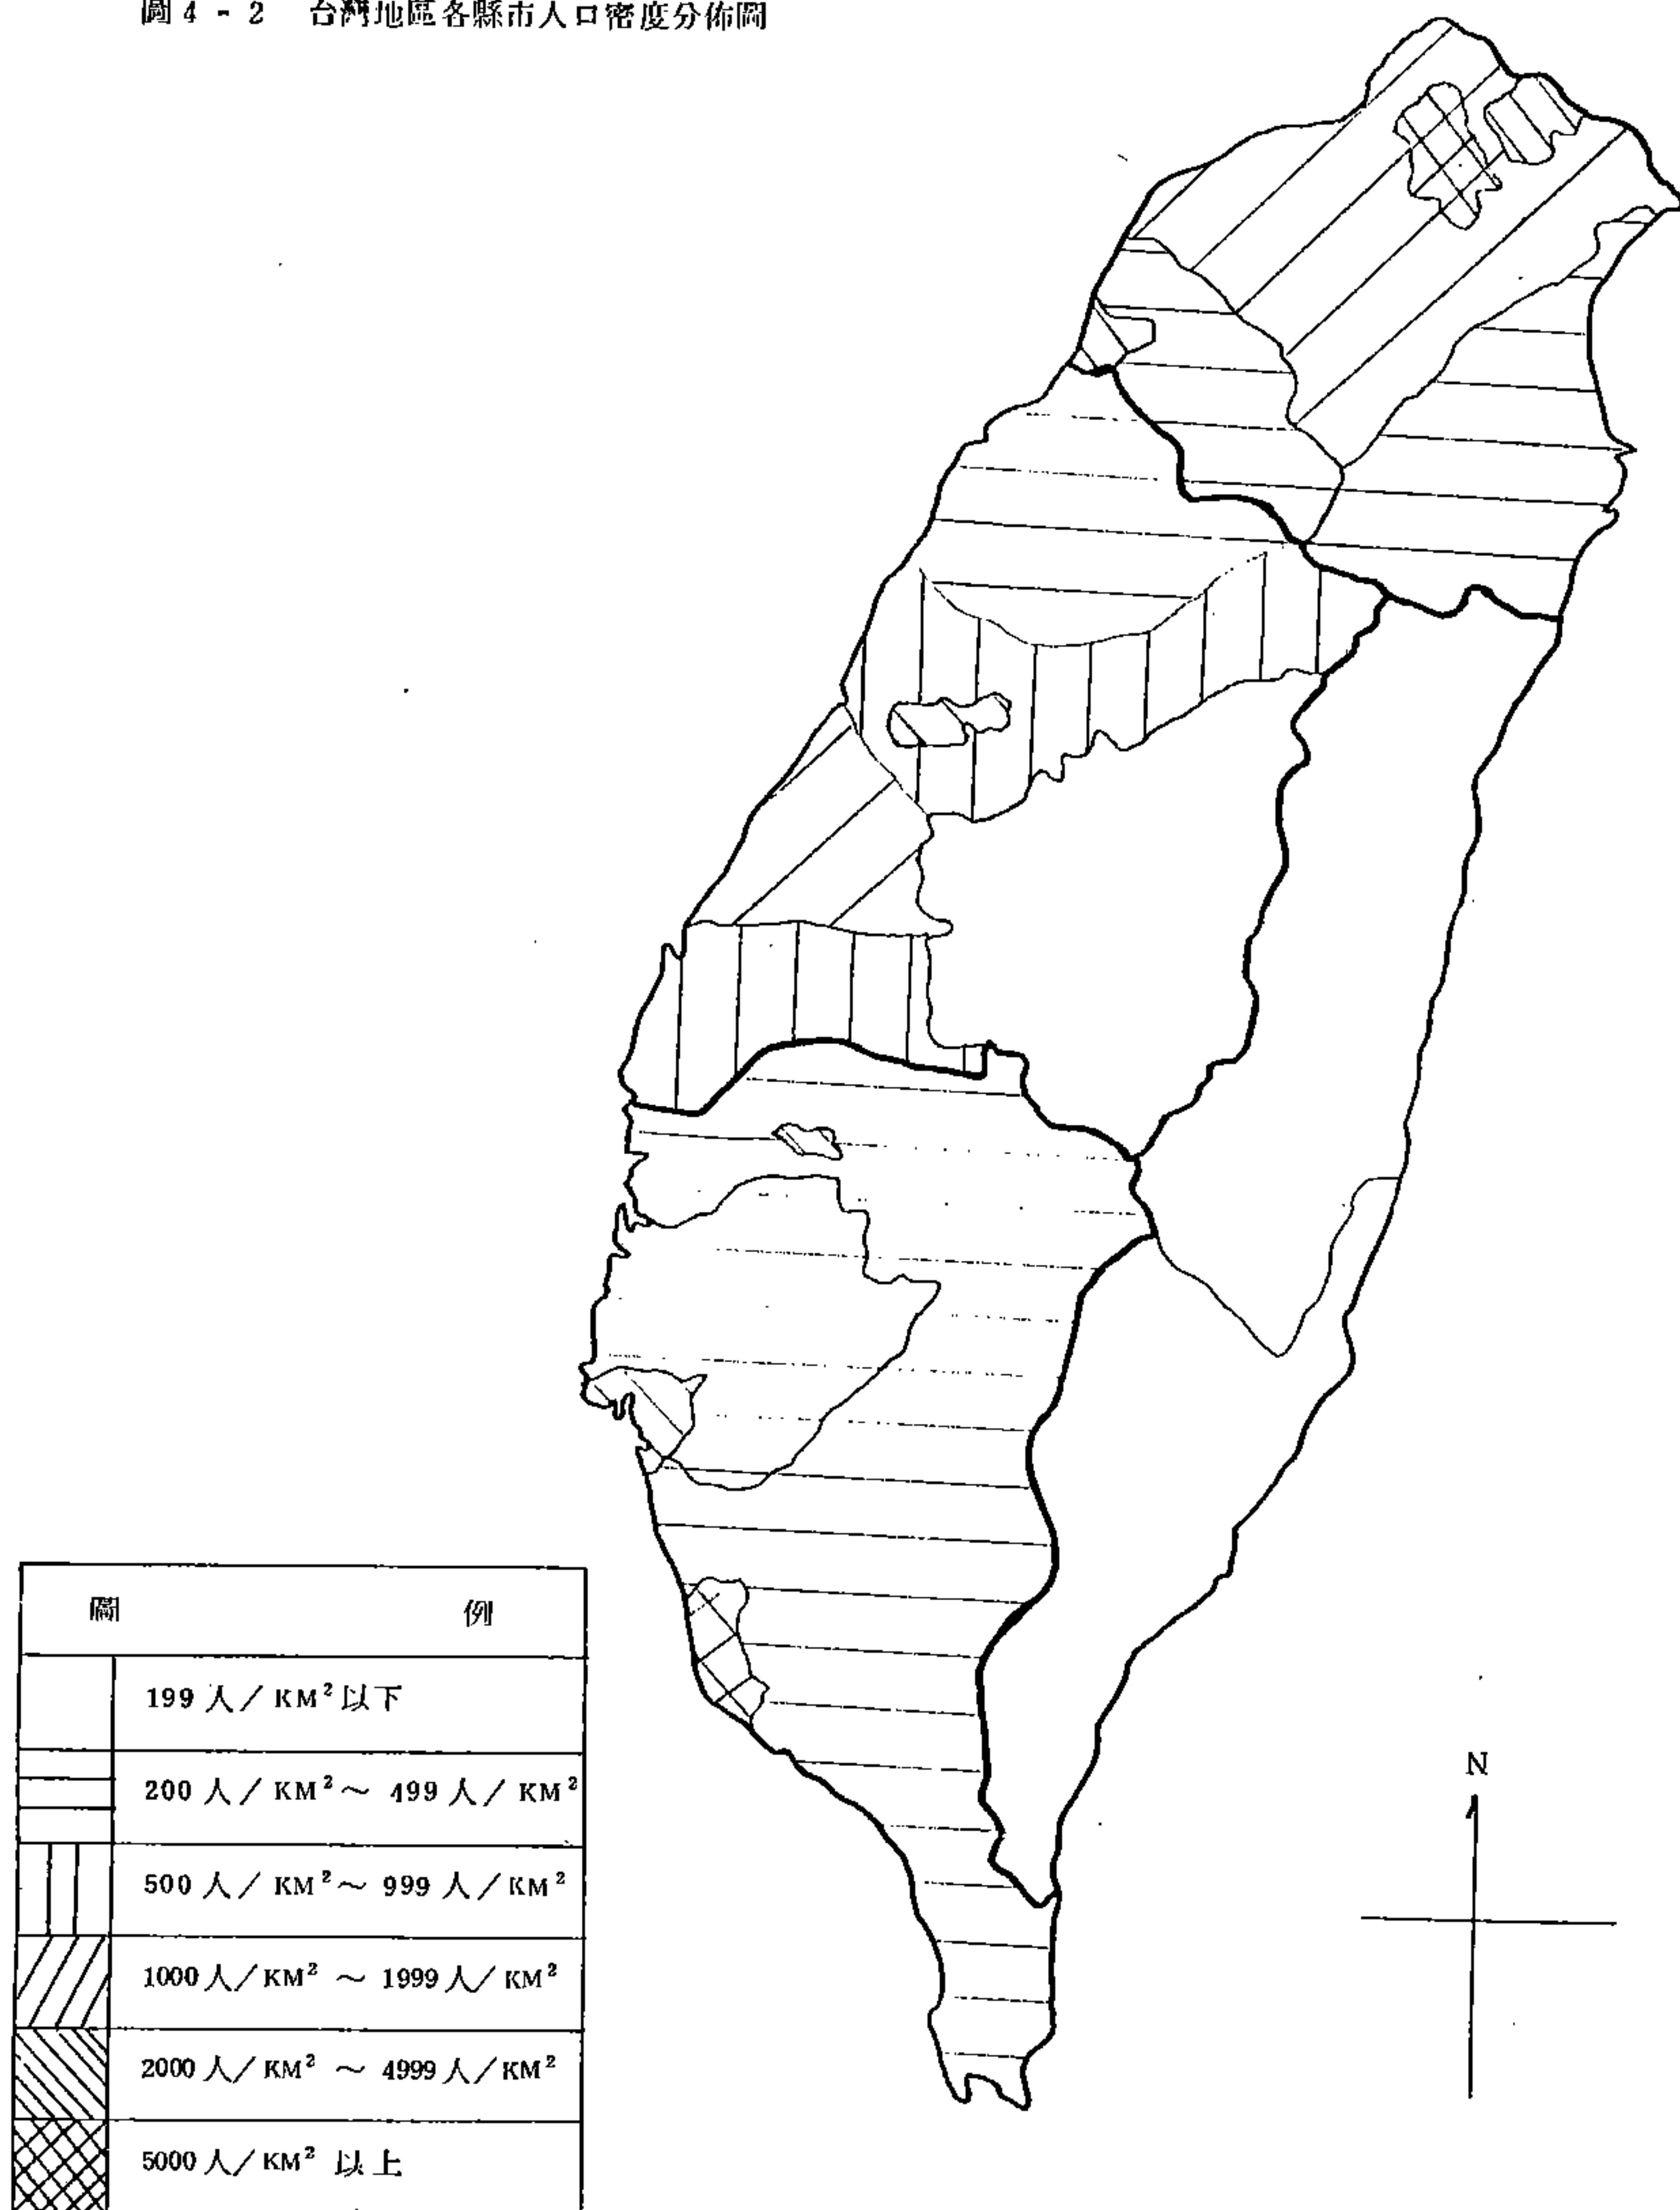 圖 4 - 2 台灣地區各縣市人口密度分佈圖
圖 例
199 人／KM² 以下
200 人／KM² ～ 499 人／KM²
500 人／KM² ～ 999 人／KM²
1000 人／KM² ～ 1999 人／KM²
2000 人／KM² ～ 4999 人／KM²
5000 人／KM² 以上
N